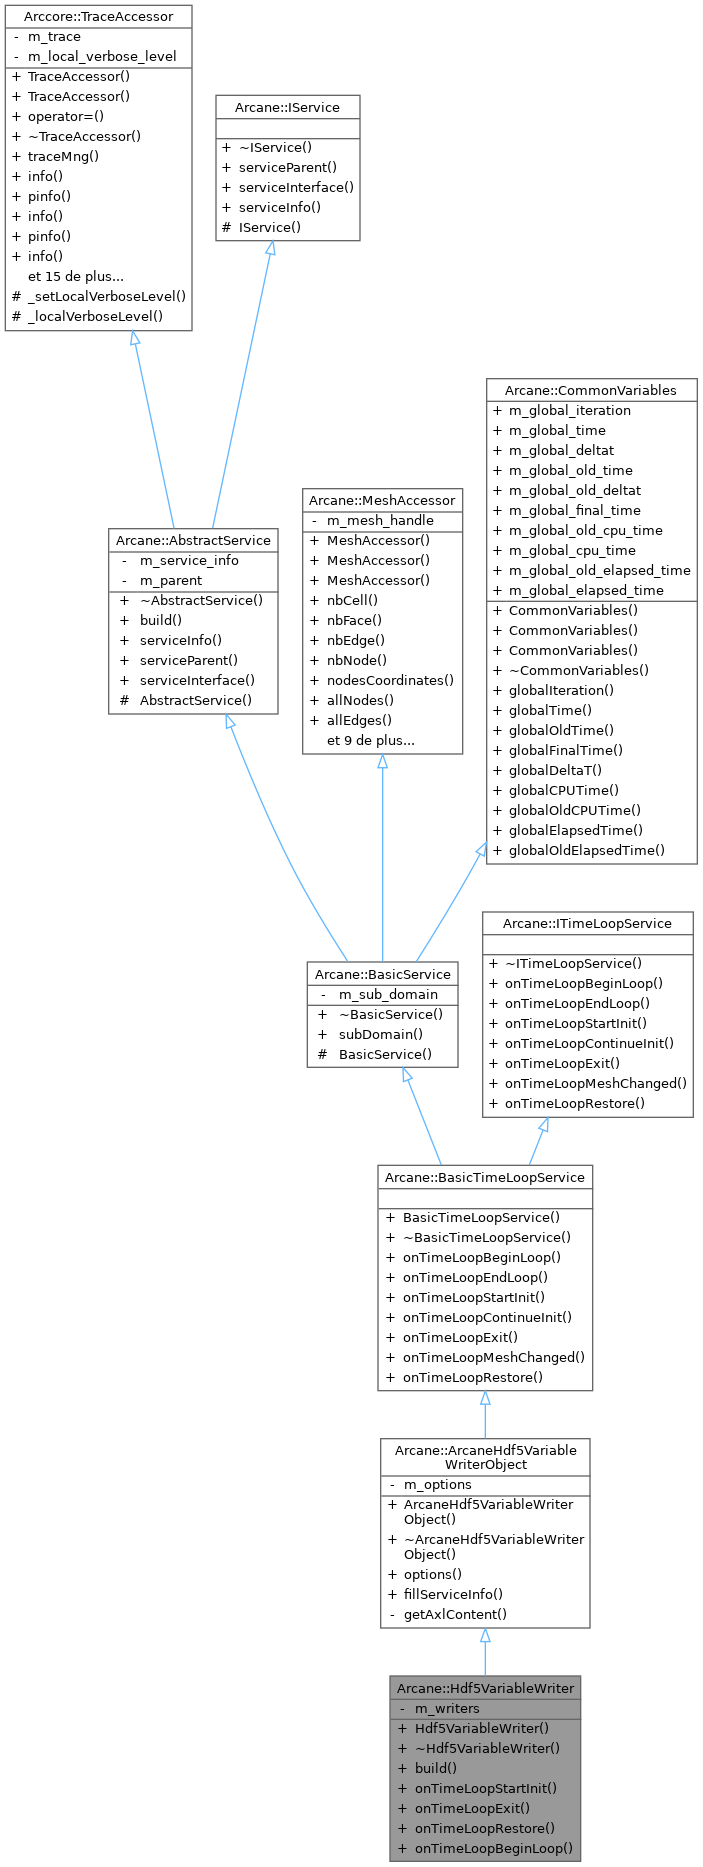 Arccore::TraceAccessor
- m_trace
- m_local_verbose_level
+ TraceAccessor()
+ TraceAccessor()
+ operator=()
+ ~TraceAccessor()
+ traceMng()
+ info()
+ pinfo()
+ info()
+ pinfo()
+ info()
et 15 de plus...
# _setLocalVerboseLevel()
# _localVerboseLevel()
Arcane::IService
+ ~IService()
+ serviceParent()
+ serviceInterface()
+ serviceInfo()
# IService()
Arcane::CommonVariables
+ m_global_iteration
+ m_global_time
+ m_global_deltat
+ m_global_old_time
+ m_global_old_deltat
+ m_global_final_time
+ m_global_old_cpu_time
+ m_global_cpu_time
+ m_global_old_elapsed_time
+ m_global_elapsed_time
+ CommonVariables()
+ CommonVariables()
+ CommonVariables()
+ ~CommonVariables()
+ globalIteration()
+ globalTime()
+ globalOldTime()
+ globalFinalTime()
+ globalDeltaT()
+ globalCPUTime()
+ globalOldCPUTime()
+ globalElapsedTime()
+ globalOldElapsedTime()
Arcane::MeshAccessor
- m_mesh_handle
+ MeshAccessor()
+ MeshAccessor()
+ MeshAccessor()
+ nbCell()
+ nbFace()
+ nbEdge()
+ nbNode()
+ nodesCoordinates()
+ allNodes()
+ allEdges()
et 9 de plus...
Arcane::AbstractService
- m_service_info
- m_parent
+ ~AbstractService()
+ build()
+ serviceInfo()
+ serviceParent()
+ serviceInterface()
# AbstractService()
Arcane::ITimeLoopService
+ ~ITimeLoopService()
+ onTimeLoopBeginLoop()
+ onTimeLoopEndLoop()
+ onTimeLoopStartInit()
+ onTimeLoopContinueInit()
+ onTimeLoopExit()
+ onTimeLoopMeshChanged()
+ onTimeLoopRestore()
Arcane::BasicService
- m_sub_domain
+ ~BasicService()
+ subDomain()
# BasicService()
Arcane::BasicTimeLoopService
+ BasicTimeLoopService()
+ ~BasicTimeLoopService()
+ onTimeLoopBeginLoop()
+ onTimeLoopEndLoop()
+ onTimeLoopStartInit()
+ onTimeLoopContinueInit()
+ onTimeLoopExit()
+ onTimeLoopMeshChanged()
+ onTimeLoopRestore()
Arcane::ArcaneHdf5Variable
WriterObject
- m_options
+ ArcaneHdf5VariableWriter
Object()
+ ~ArcaneHdf5VariableWriter
Object()
+ options()
+ fillServiceInfo()
- getAxlContent()
Arcane::Hdf5VariableWriter
- m_writers
+ Hdf5VariableWriter()
+ ~Hdf5VariableWriter()
+ build()
+ onTimeLoopStartInit()
+ onTimeLoopExit()
+ onTimeLoopRestore()
+ onTimeLoopBeginLoop()